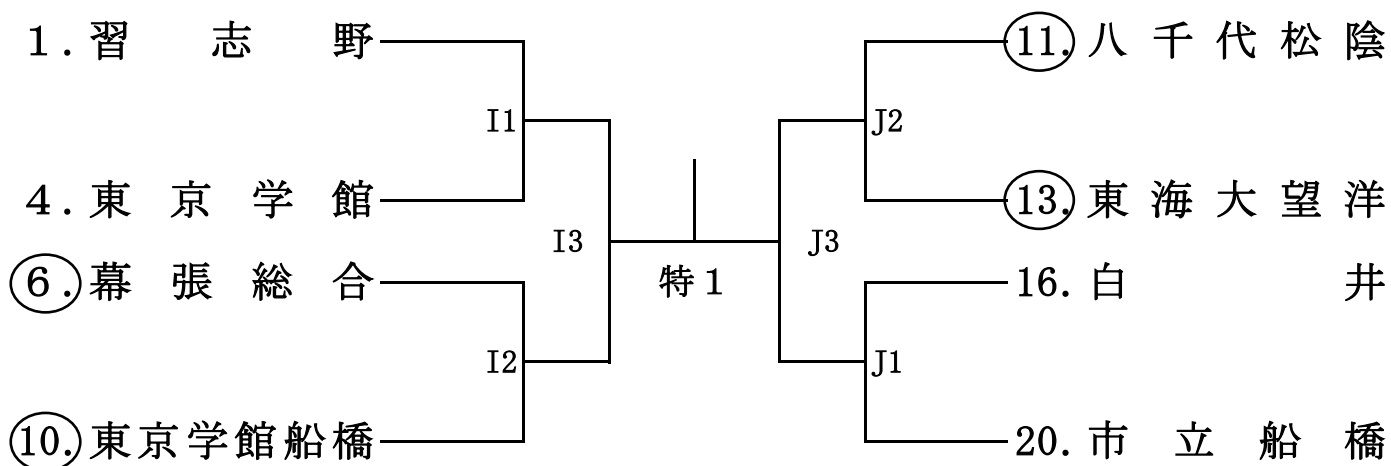 1.習志野
I1
4.東京学館
I3
6.幕張総合
I2
10.東京学館船橋
特1
11.八千代松陰
J2
13.東海大望洋
J3
16.白井
J1
20.市立船橋